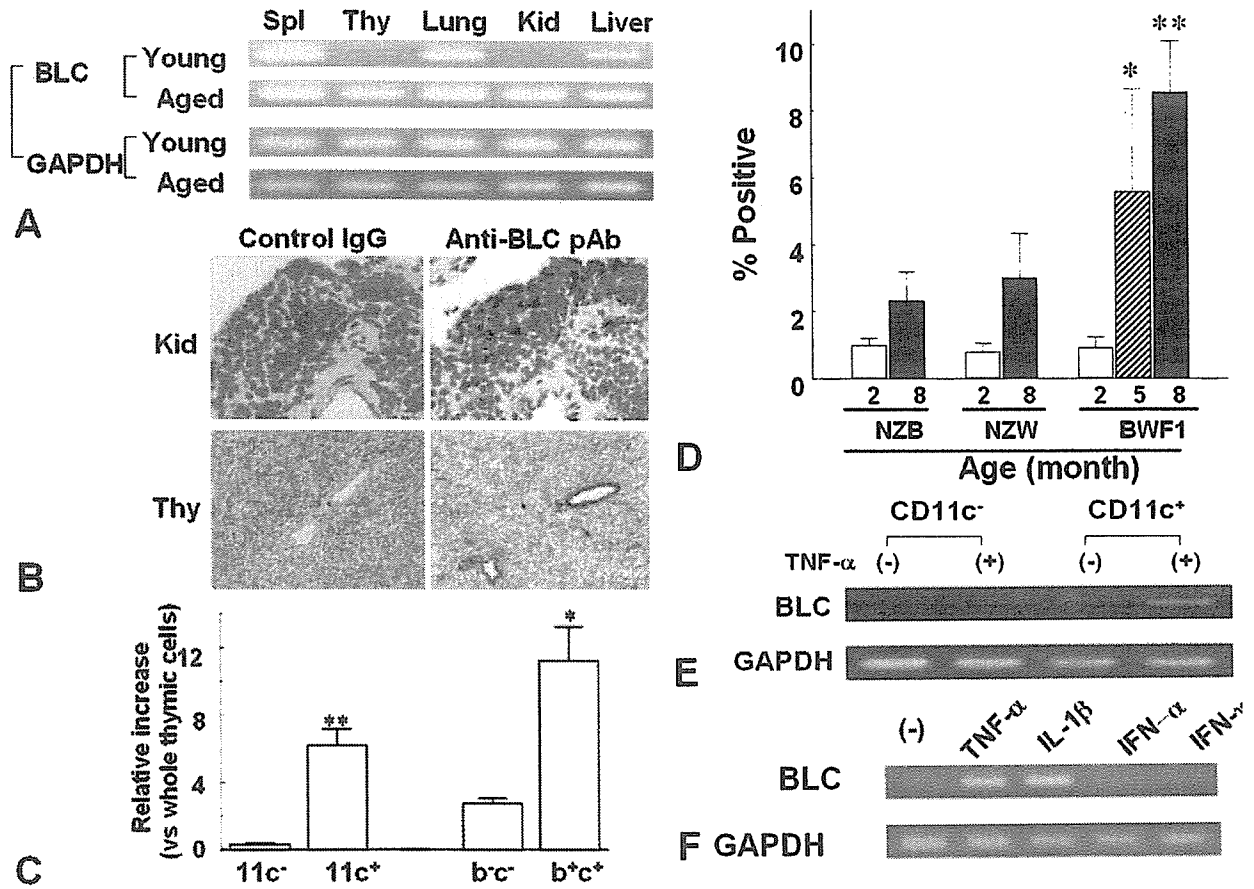 Spl Thy Lung Kid Liver
BLC
Young
Aged
GAPDH
Young
Aged
A
Control IgG Anti-BLC pAb
Kid
Thy
B
Relative increase
(vs whole thymic cells)
12
8
4
0
** *
11c- 11c+ b-c- b+c+
C
% Positive
10
8
6
4
2
0
* **
2 8 2 8 2 5 8
NZB NZW BWF1
Age (month)
D
CD11c- CD11c+
TNF-α (-) (+) (-) (+)
BLC
GAPDH
E
(-) TNF-α IL-1β IFN-α
BLC
GAPDH
F